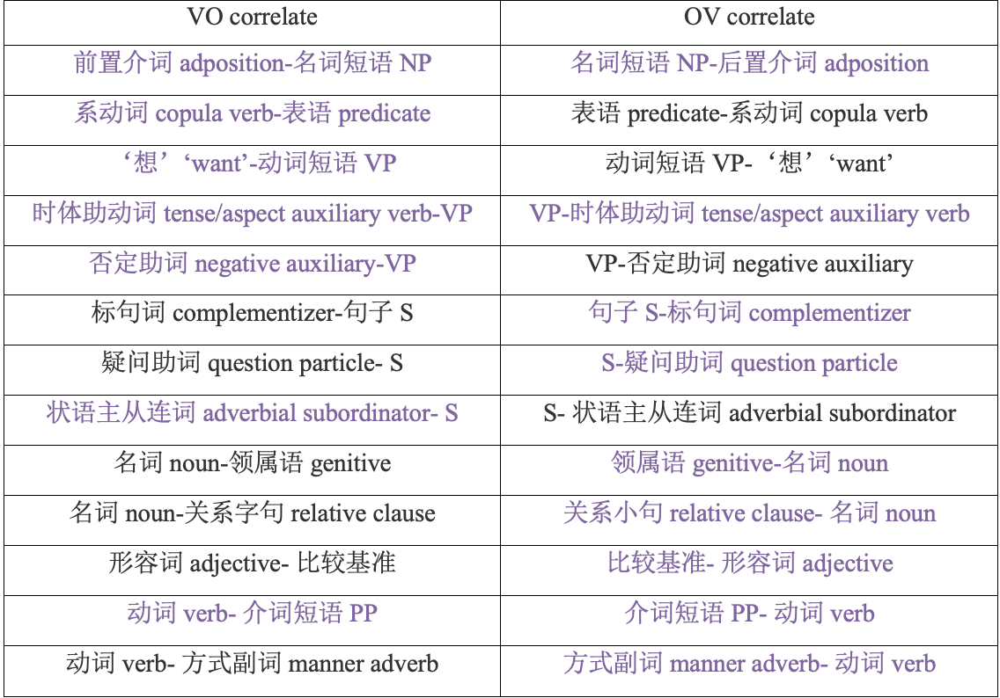 VO correlate OV correlate
前置介词 adposition-名词短语 NP 名词短语 NP-后置介词 adposition
系动词 copula verb-表语 predicate 表语 predicate-系动词 copula verb
‘想’ ‘want’-动词短语 VP 动词短语 VP-‘想’ ‘want’
时体助动词 tense/aspect auxiliary verb-VP VP-时体助动词 tense/aspect auxiliary verb
否定助词 negative auxiliary-VP VP-否定助词 negative auxiliary
标句词 complementizer-句子 S 句子 S-标句词 complementizer
疑问助词 question particle- S S-疑问助词 question particle
状语主从连词 adverbial subordinator- S S- 状语主从连词 adverbial subordinator
名词 noun-领属语 genitive 领属语 genitive-名词 noun
名词 noun-关系字句 relative clause 关系小句 relative clause- 名词 noun
形容词 adjective- 比较基准 比较基准- 形容词 adjective
动词 verb- 介词短语 PP 介词短语 PP- 动词 verb
动词 verb- 方式副词 manner adverb 方式副词 manner adverb- 动词 verb